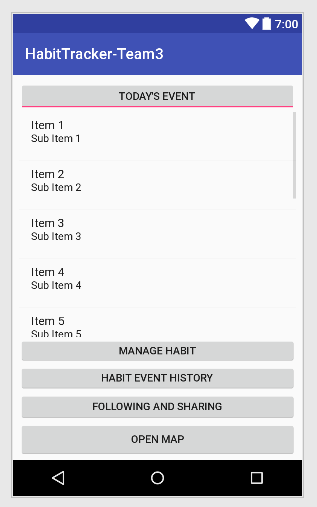 7:00
HabitTracker-Team3
TODAY'S EVENT
Item 1
Sub Item 1
Item 2
Sub Item 2
Item 3
Sub Item 3
Item 4
Sub Item 4
Item 5
Sub Item 5
MANAGE HABIT
HABIT EVENT HISTORY
FOLLOWING AND SHARING
OPEN MAP